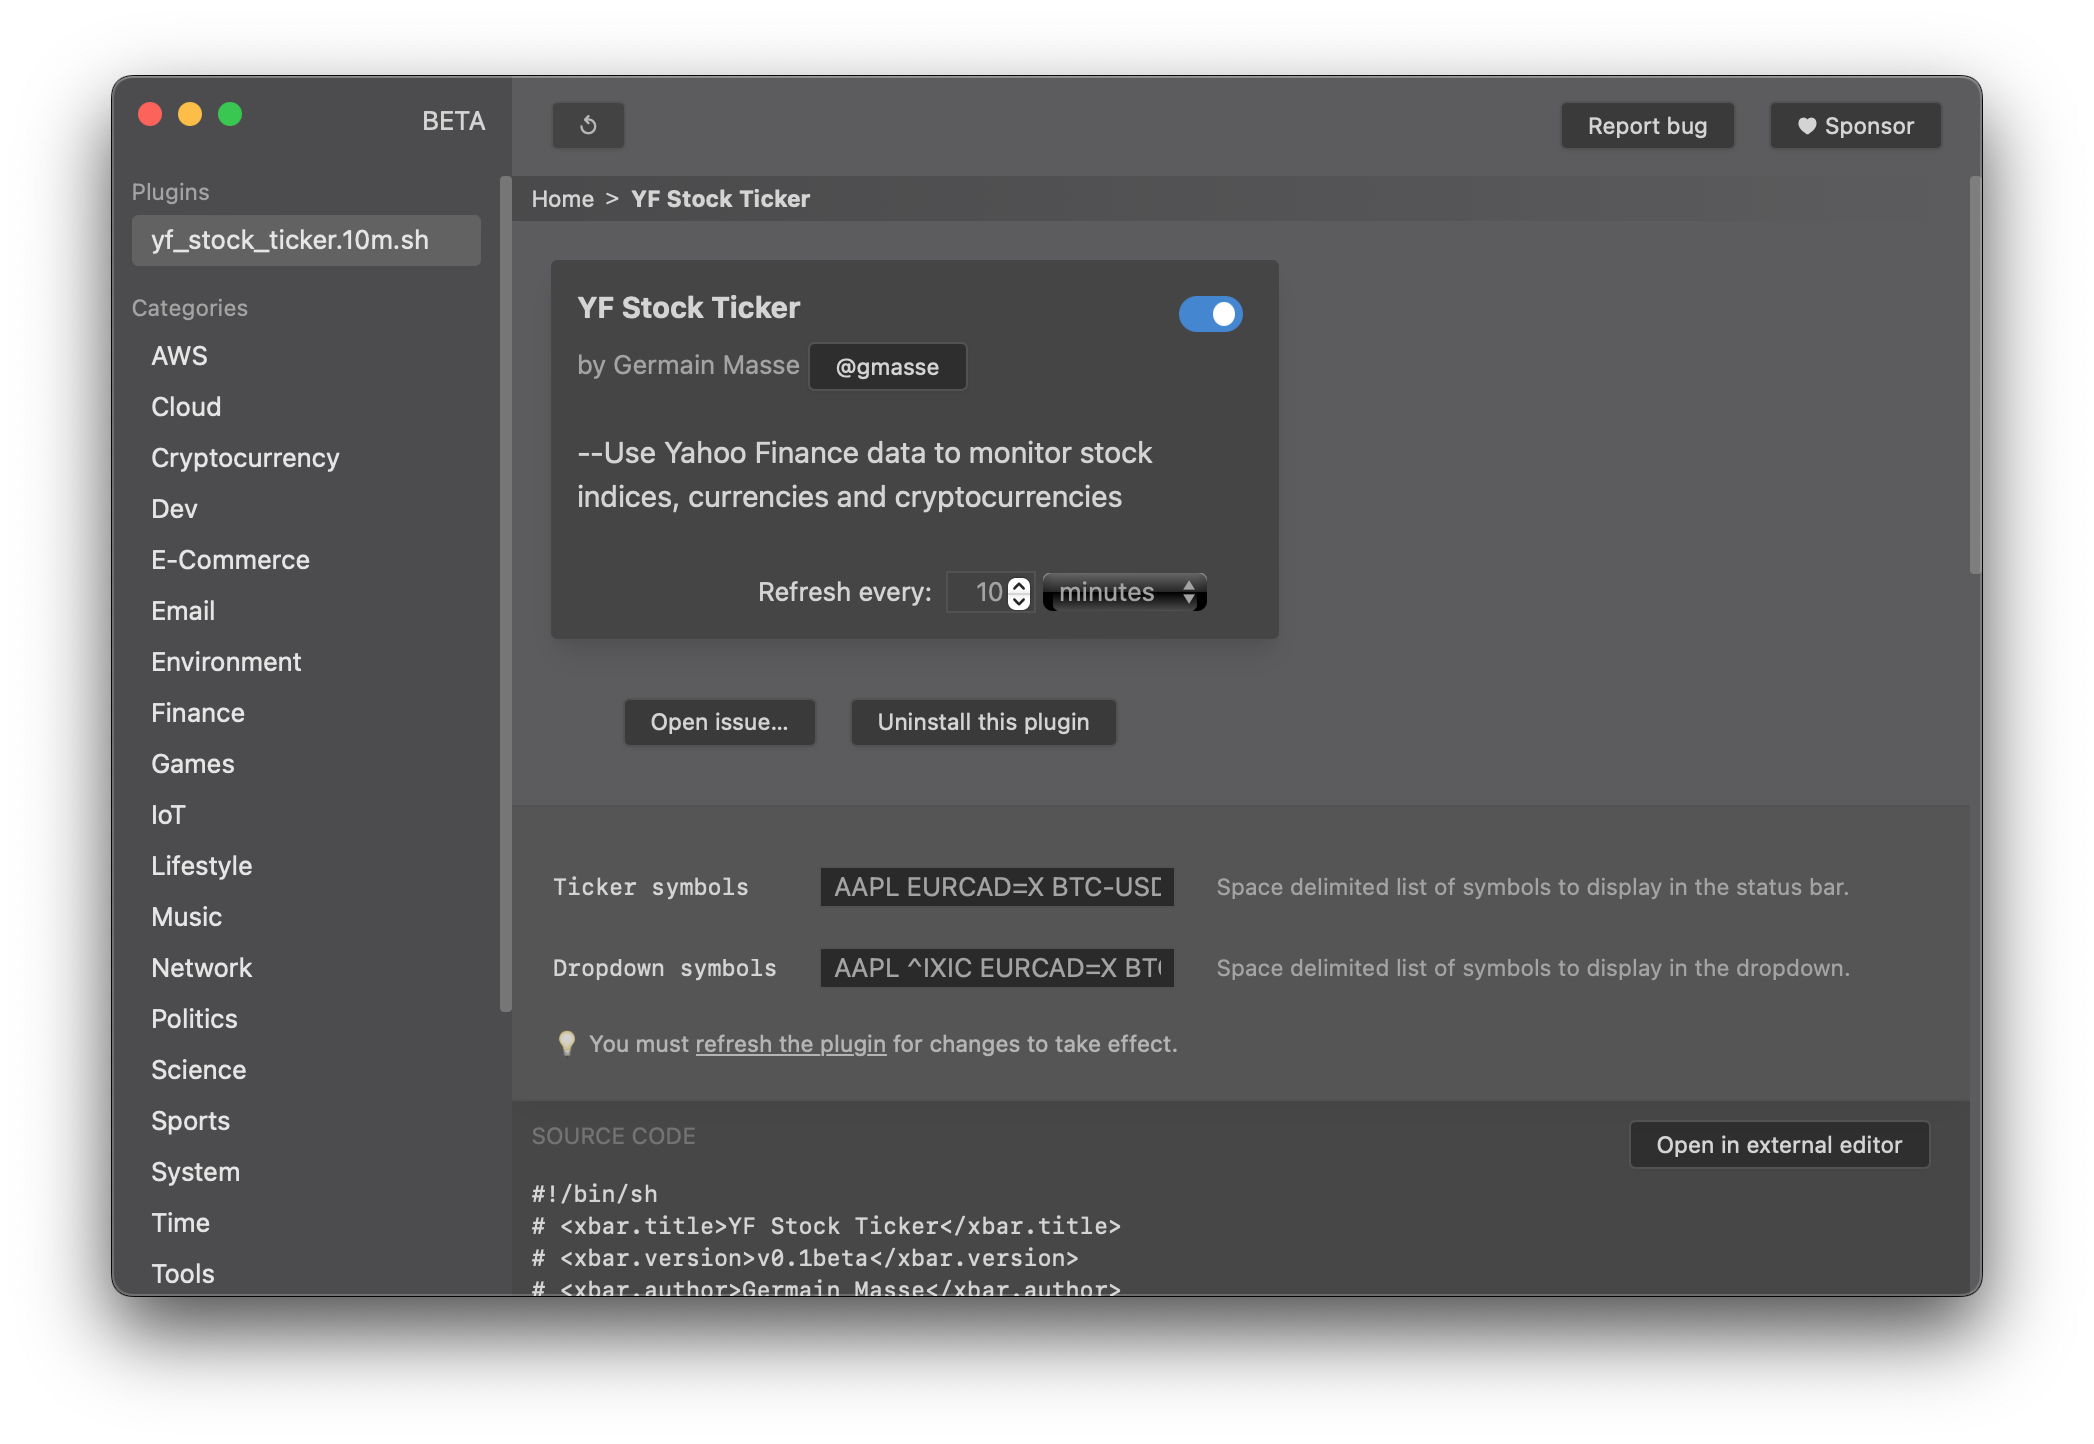 BETA
Report bug
Sponsor
Plugins
yf_stock_ticker.10m.sh
Categories
AWS
Cloud
Cryptocurrency
Dev
E-Commerce
Email
Environment
Finance
Games
IoT
Lifestyle
Music
Network
Politics
Science
Sports
System
Time
Tools
Home > YF Stock Ticker
YF Stock Ticker
by Germain Masse @gmasse
--Use Yahoo Finance data to monitor stock
indices, currencies and cryptocurrencies
Refresh every: 10 minutes
Open issue... Uninstall this plugin
Ticker symbols AAPL EURCAD=X BTC-USD Space delimited list of symbols to display in the status bar.
Dropdown symbols AAPL ^IXIC EURCAD=X Space delimited list of symbols to display in the dropdown.
You must refresh the plugin for changes to take effect.
SOURCE CODE
Open in external editor
#!/bin/sh
# <xbar.title>YF Stock Ticker</xbar.title>
# <xbar.version>v0.1beta</xbar.version>
# <xbar.author>Germain Masse</xbar.author>